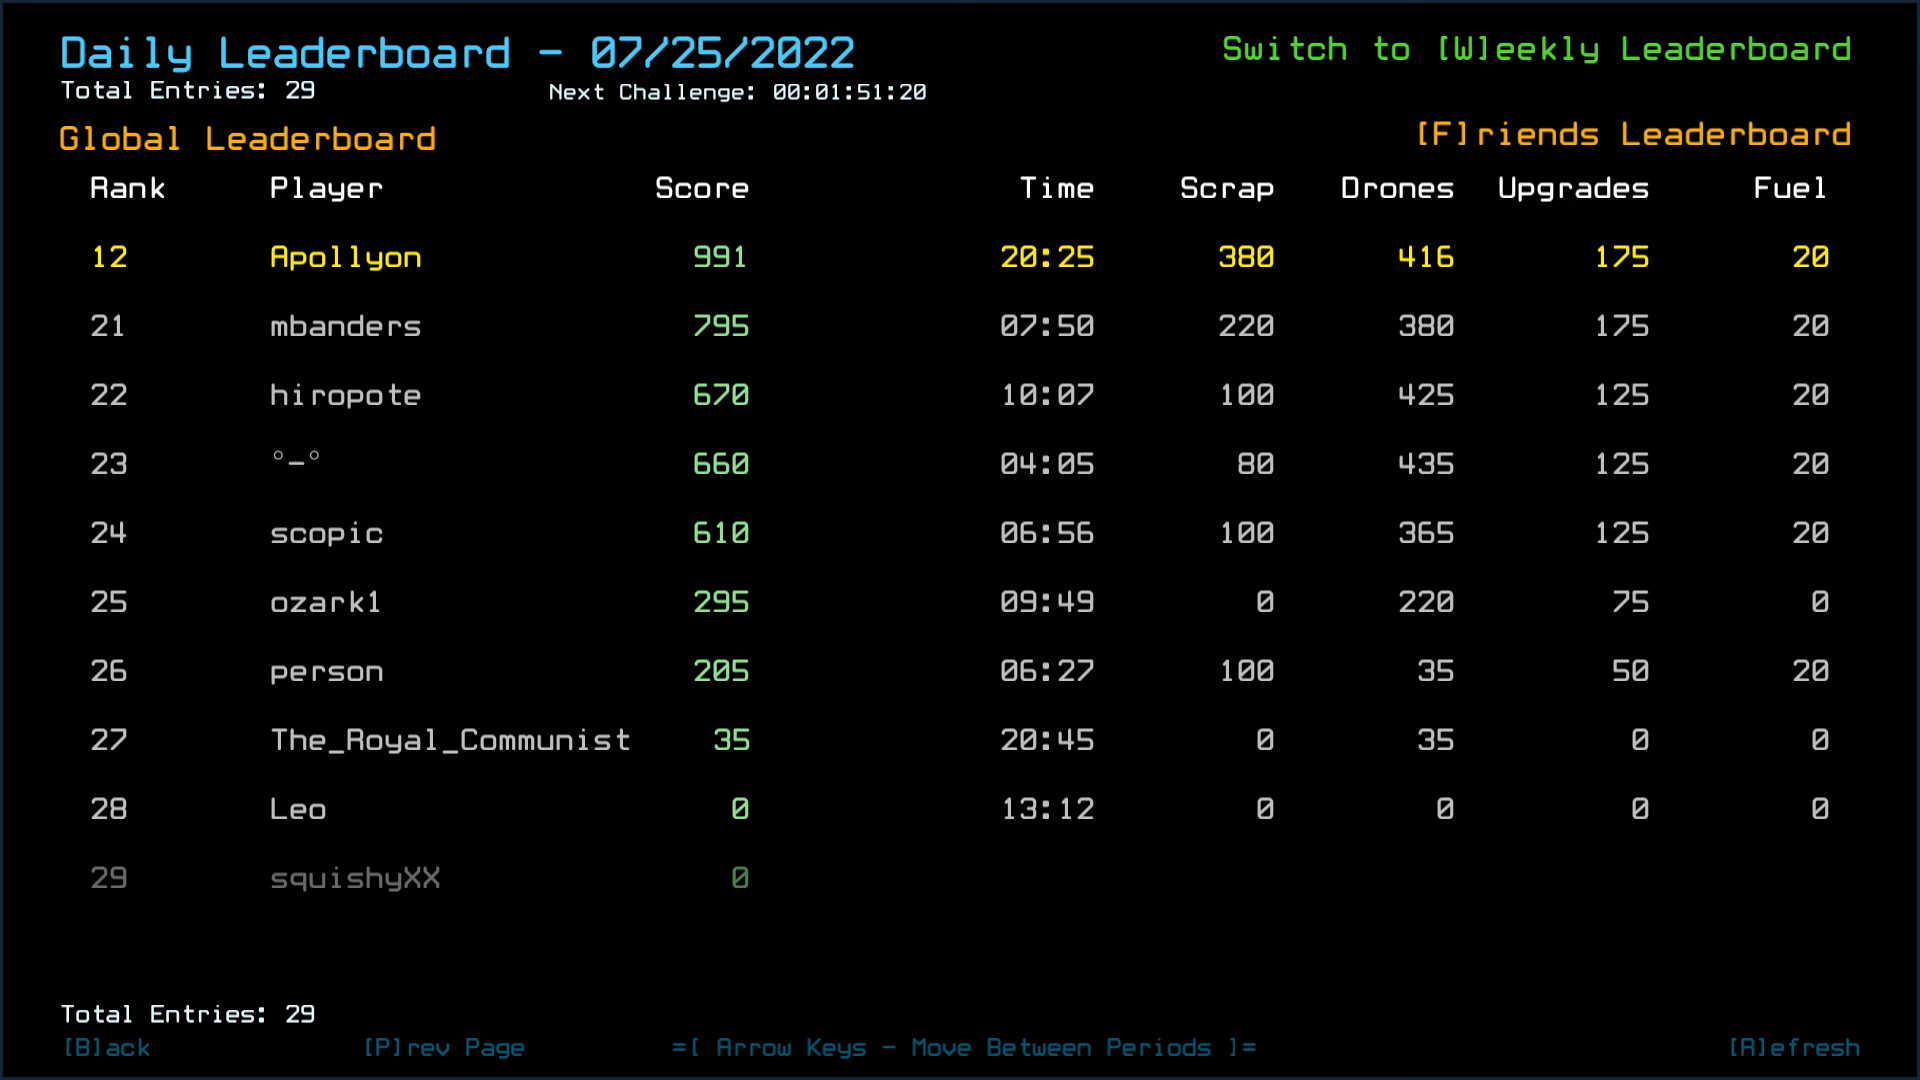 Daily Leaderboard - 07/25/2022
Switch to [W]eekly Leaderboard
Total Entries: 29
Next Challenge: 00:01:51:20
Global Leaderboard
[F]riends Leaderboard
Rank Player Score Time Scrap Drones Upgrades Fuel
12 Apollyon 991 20:25 380 416 175 20
21 mbanders 795 07:50 220 380 175 20
22 hiropote 670 10:07 100 425 125 20
23 °-° 660 04:05 80 435 125 20
24 scopic 610 06:56 100 365 125 20
25 ozark1 295 09:49 0 220 75 0
26 person 205 06:27 100 35 50 20
27 The_Royal_Communist 35 20:45 0 35 0 0
28 Leo 0 13:12 0 0 0 0
29 squishyXX 0
Total Entries: 29
[B]ack [P]rev Page =[ Arrow Keys - Move Between Periods ]= [R]efresh